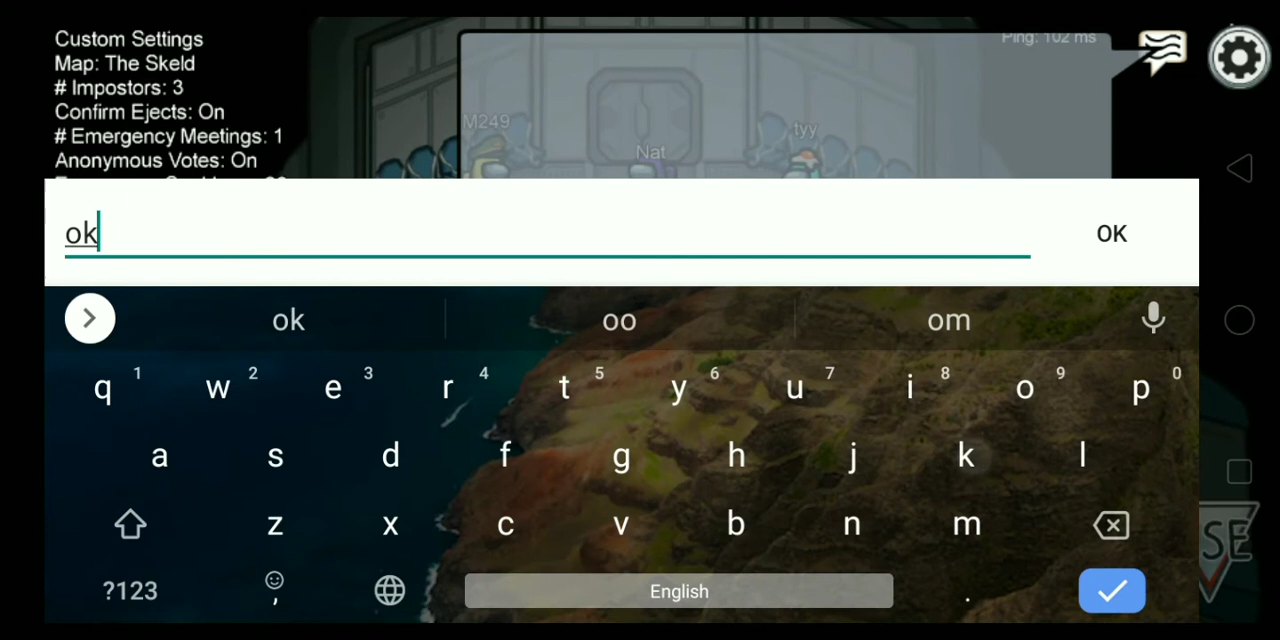 Custom Settings
Map: The Skeld
# Impostors: 3
Confirm Ejects: On
# Emergency Meetings: 1
Anonymous Votes: On
Ping: 102 ms
M249
Nat
tyy
ok
OK
ok oo om
q 1 w 2 e 3 r 4 t 5 y 6 u 7 i 8 o 9 p 0
a s d f g h j k l
z x c v b n m
?123 , English .
SE